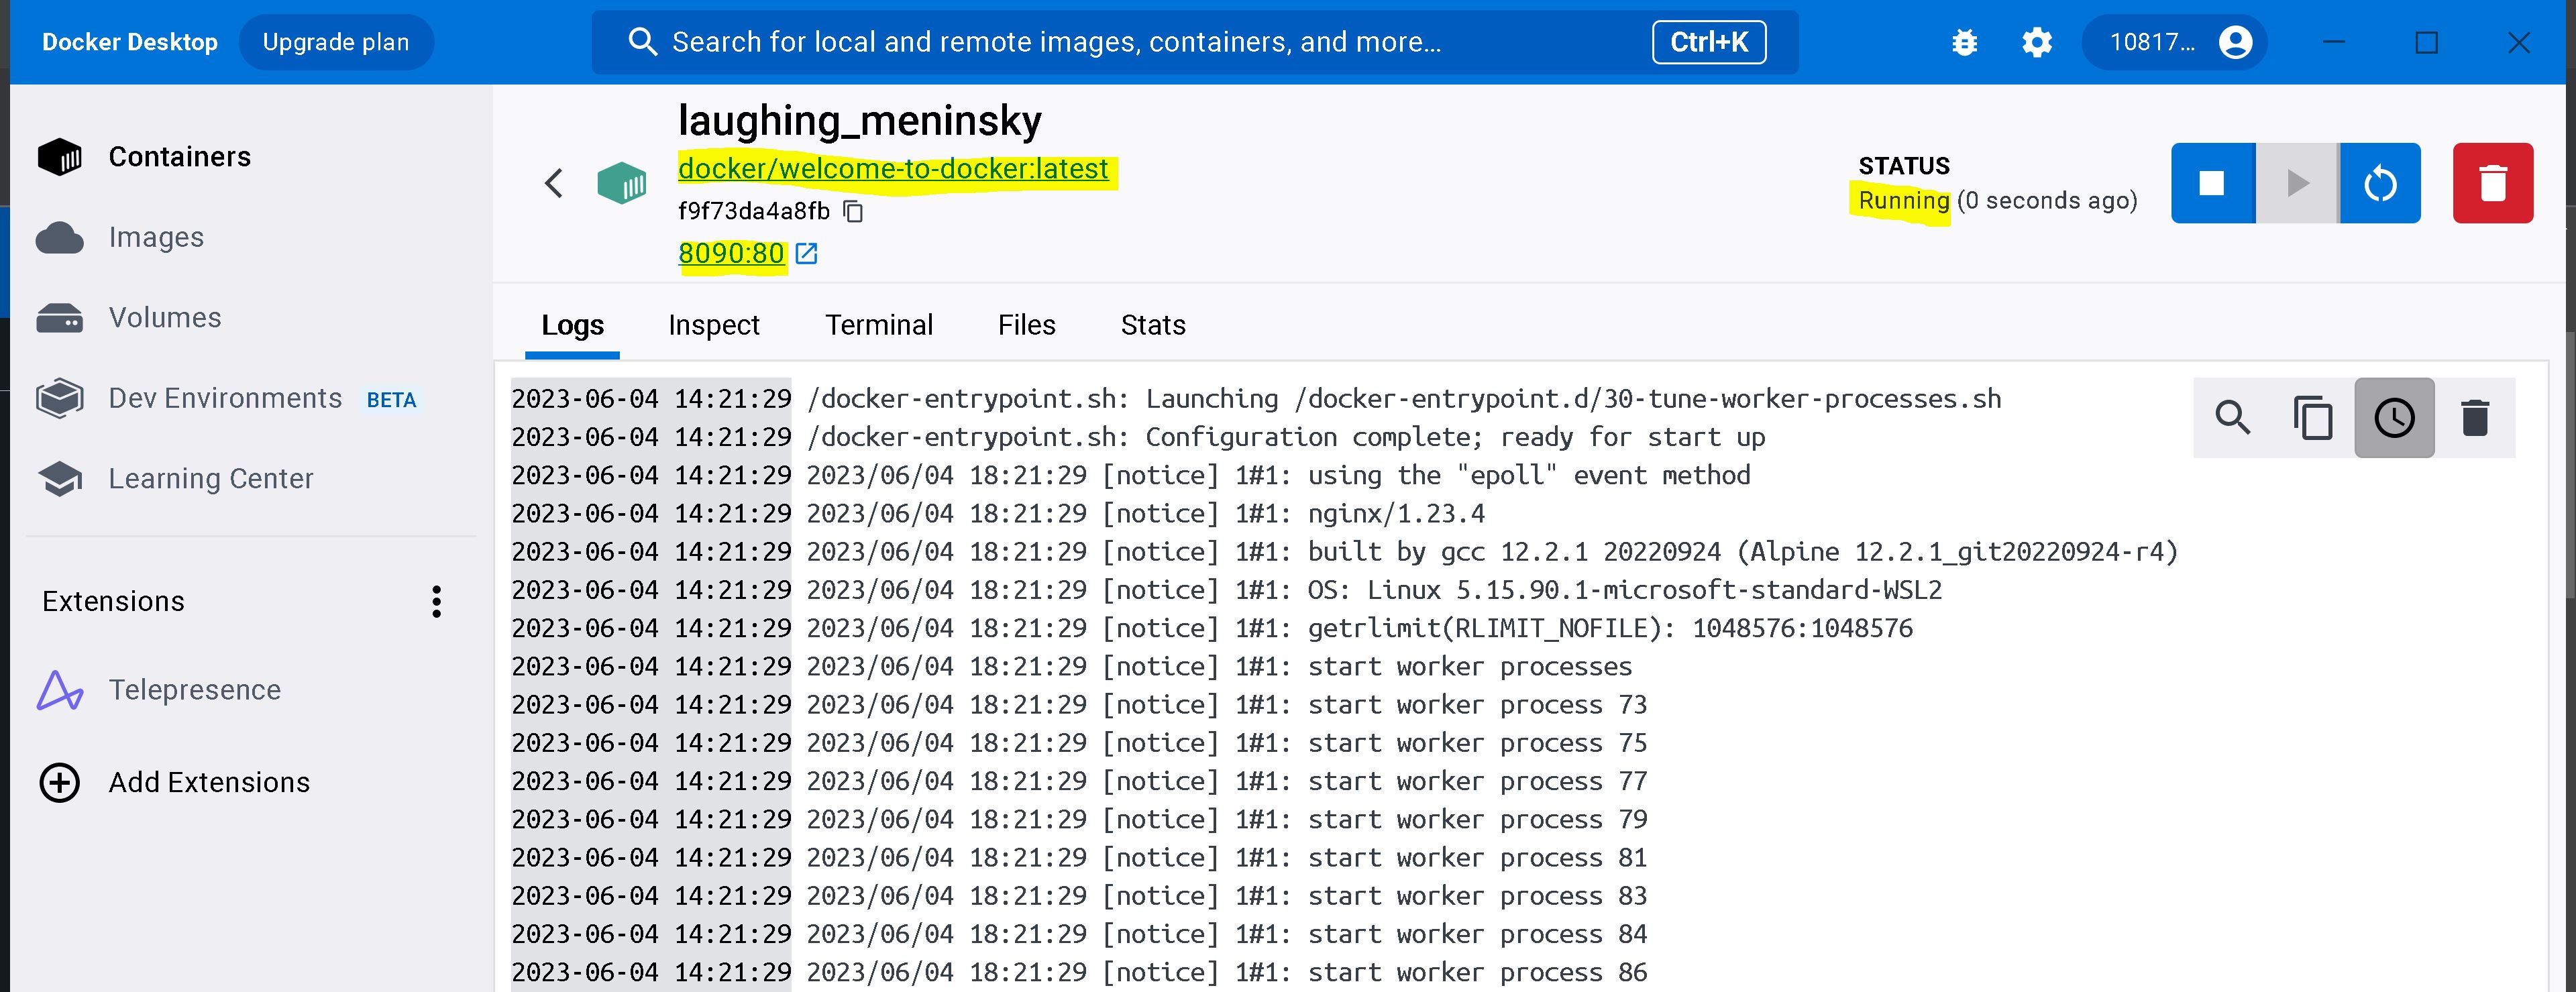 Docker Desktop Upgrade plan Search for local and remote images, containers, and more... Ctrl+K 10817...
Containers
Images
Volumes
Dev Environments BETA
Learning Center
Extensions
Telepresence
Add Extensions
laughing_meninsky
docker/welcome-to-docker:latest
f9f73da4a8fb
8090:80
STATUS
Running (0 seconds ago)
Logs Inspect Terminal Files Stats
2023-06-04 14:21:29 /docker-entrypoint.sh: Launching /docker-entrypoint.d/30-tune-worker-processes.sh
2023-06-04 14:21:29 /docker-entrypoint.sh: Configuration complete; ready for start up
2023-06-04 14:21:29 2023/06/04 18:21:29 [notice] 1#1: using the "epoll" event method
2023-06-04 14:21:29 2023/06/04 18:21:29 [notice] 1#1: nginx/1.23.4
2023-06-04 14:21:29 2023/06/04 18:21:29 [notice] 1#1: built by gcc 12.2.1 20220924 (Alpine 12.2.1_git20220924-r4)
2023-06-04 14:21:29 2023/06/04 18:21:29 [notice] 1#1: OS: Linux 5.15.90.1-microsoft-standard-WSL2
2023-06-04 14:21:29 2023/06/04 18:21:29 [notice] 1#1: getrlimit(RLIMIT_NOFILE): 1048576:1048576
2023-06-04 14:21:29 2023/06/04 18:21:29 [notice] 1#1: start worker processes
2023-06-04 14:21:29 2023/06/04 18:21:29 [notice] 1#1: start worker process 73
2023-06-04 14:21:29 2023/06/04 18:21:29 [notice] 1#1: start worker process 75
2023-06-04 14:21:29 2023/06/04 18:21:29 [notice] 1#1: start worker process 77
2023-06-04 14:21:29 2023/06/04 18:21:29 [notice] 1#1: start worker process 79
2023-06-04 14:21:29 2023/06/04 18:21:29 [notice] 1#1: start worker process 81
2023-06-04 14:21:29 2023/06/04 18:21:29 [notice] 1#1: start worker process 83
2023-06-04 14:21:29 2023/06/04 18:21:29 [notice] 1#1: start worker process 84
2023-06-04 14:21:29 2023/06/04 18:21:29 [notice] 1#1: start worker process 86